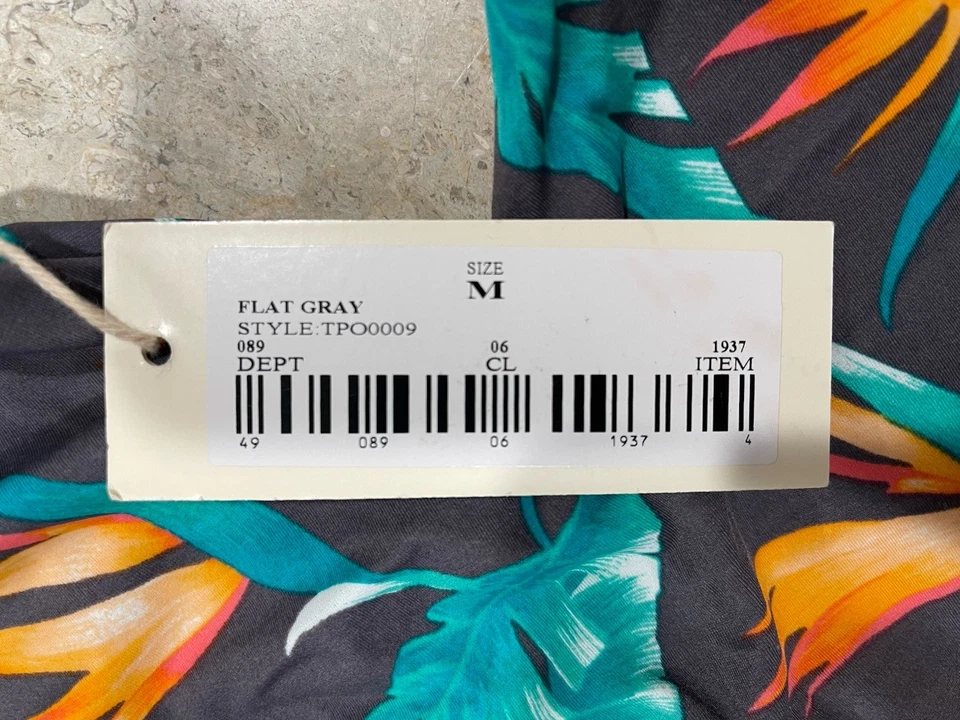 SIZE
M
FLAT GRAY
STYLE:TPO0009
089 06 1937
DEPT CL ITEM
49 089 06 1937 4